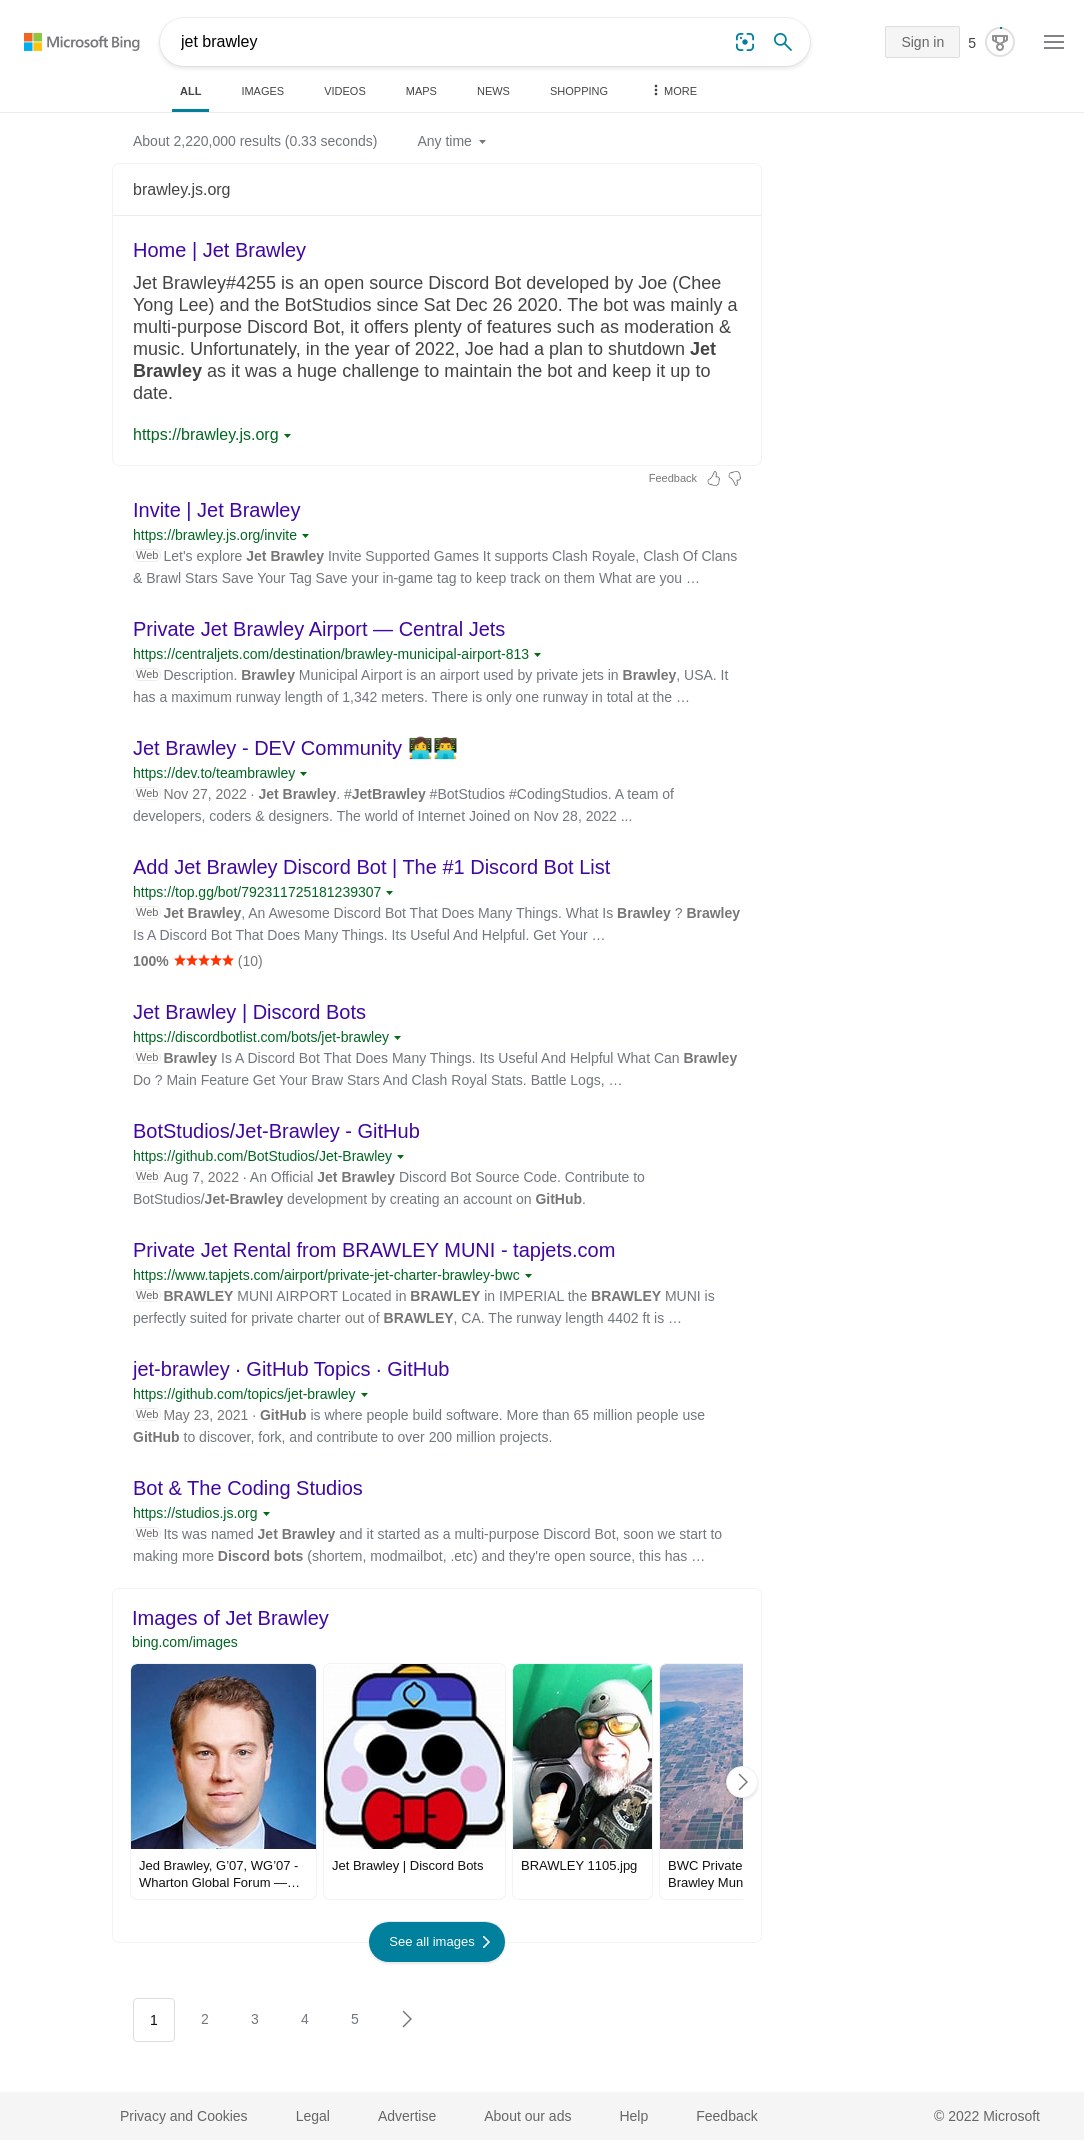 Microsoft Bing
jet brawley
Sign in
5
ALL
IMAGES
VIDEOS
MAPS
NEWS
SHOPPING
MORE
About 2,220,000 results (0.33 seconds)
Any time
brawley.js.org
Home | Jet Brawley
Jet Brawley#4255 is an open source Discord Bot developed by Joe (Chee
Yong Lee) and the BotStudios since Sat Dec 26 2020. The bot was mainly a
multi-purpose Discord Bot, it offers plenty of features such as moderation &
music. Unfortunately, in the year of 2022, Joe had a plan to shutdown Jet
Brawley as it was a huge challenge to maintain the bot and keep it up to
date.
https://brawley.js.org
Feedback
Invite | Jet Brawley
https://brawley.js.org/invite
Web Let's explore Jet Brawley Invite Supported Games It supports Clash Royale, Clash Of Clans
& Brawl Stars Save Your Tag Save your in-game tag to keep track on them What are you …
Private Jet Brawley Airport — Central Jets
https://centraljets.com/destination/brawley-municipal-airport-813
Web Description. Brawley Municipal Airport is an airport used by private jets in Brawley, USA. It
has a maximum runway length of 1,342 meters. There is only one runway in total at the …
Jet Brawley - DEV Community 👩‍💻👨‍💻
https://dev.to/teambrawley
Web Nov 27, 2022 · Jet Brawley. #JetBrawley #BotStudios #CodingStudios. A team of
developers, coders & designers. The world of Internet Joined on Nov 28, 2022 ...
Add Jet Brawley Discord Bot | The #1 Discord Bot List
https://top.gg/bot/792311725181239307
Web Jet Brawley, An Awesome Discord Bot That Does Many Things. What Is Brawley ? Brawley
Is A Discord Bot That Does Many Things. Its Useful And Helpful. Get Your …
100% ★★★★★ (10)
Jet Brawley | Discord Bots
https://discordbotlist.com/bots/jet-brawley
Web Brawley Is A Discord Bot That Does Many Things. Its Useful And Helpful What Can Brawley
Do ? Main Feature Get Your Braw Stars And Clash Royal Stats. Battle Logs, …
BotStudios/Jet-Brawley - GitHub
https://github.com/BotStudios/Jet-Brawley
Web Aug 7, 2022 · An Official Jet Brawley Discord Bot Source Code. Contribute to
BotStudios/Jet-Brawley development by creating an account on GitHub.
Private Jet Rental from BRAWLEY MUNI - tapjets.com
https://www.tapjets.com/airport/private-jet-charter-brawley-bwc
Web BRAWLEY MUNI AIRPORT Located in BRAWLEY in IMPERIAL the BRAWLEY MUNI is
perfectly suited for private charter out of BRAWLEY, CA. The runway length 4402 ft is …
jet-brawley · GitHub Topics · GitHub
https://github.com/topics/jet-brawley
Web May 23, 2021 · GitHub is where people build software. More than 65 million people use
GitHub to discover, fork, and contribute to over 200 million projects.
Bot & The Coding Studios
https://studios.js.org
Web Its was named Jet Brawley and it started as a multi-purpose Discord Bot, soon we start to
making more Discord bots (shortem, modmailbot, .etc) and they're open source, this has …
Images of Jet Brawley
bing.com/images
Jed Brawley, G'07, WG'07 -
Wharton Global Forum —…
Jet Brawley | Discord Bots
BRAWLEY 1105.jpg
BWC Private
Brawley Mun
See all images
1
2
3
4
5
Privacy and Cookies
Legal
Advertise
About our ads
Help
Feedback
© 2022 Microsoft